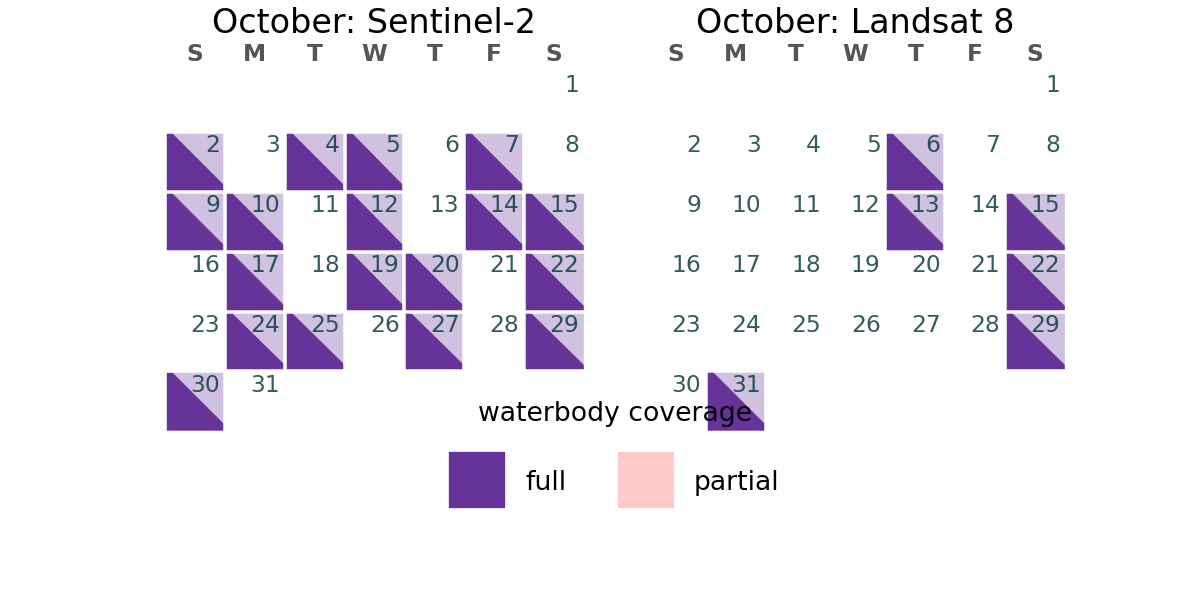 October: Sentinel-2
S M T W T F S
1
2 3 4 5 6 7 8
9 10 11 12 13 14 15
16 17 18 19 20 21 22
23 24 25 26 27 28 29
30 31
October: Landsat 8
S M T W T F S
1
2 3 4 5 6 7 8
9 10 11 12 13 14 15
16 17 18 19 20 21 22
23 24 25 26 27 28 29
30 31
waterbody coverage
full partial